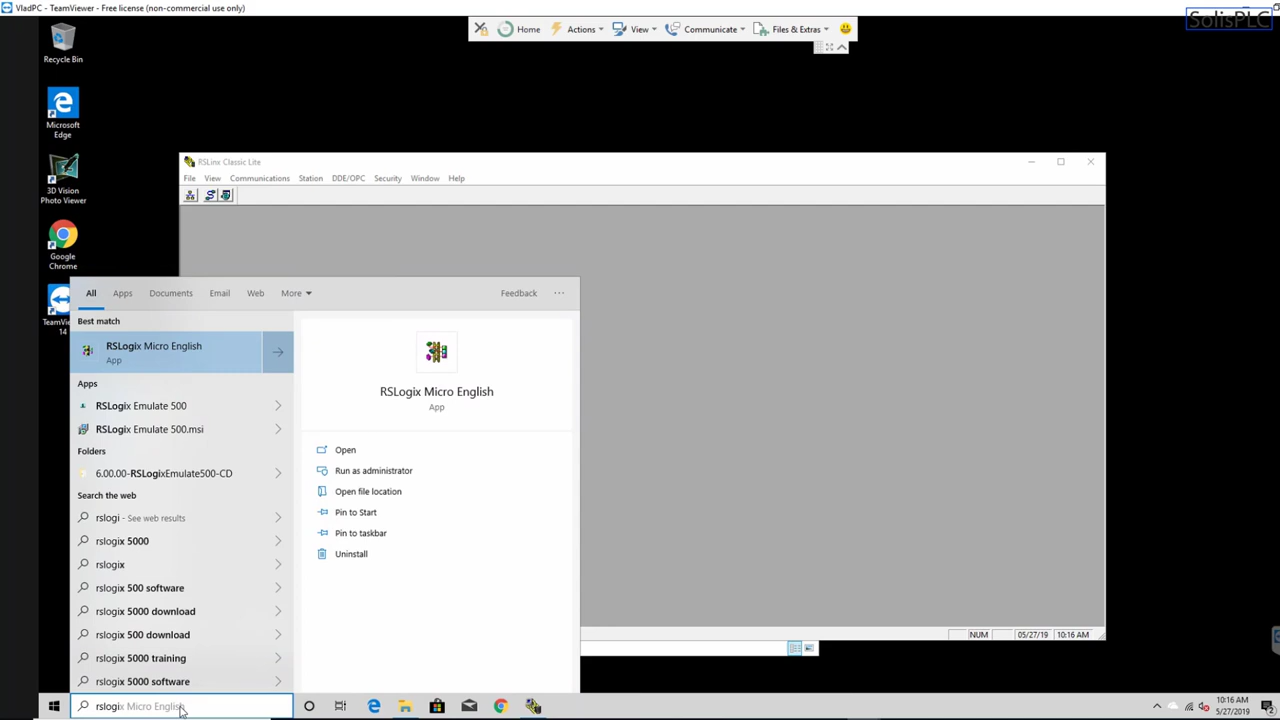 VladPC - TeamViewer - Free license (non-commercial use only)
SolisPLC
Home
Actions
View
Communicate
Files & Extras
Recycle Bin
Microsoft
Edge
3D Vision
Photo Viewer
Google
Chrome
TeamVie
14
RSLinx Classic Lite
File View Communications Station DDE/OPC Security Window Help
All Apps Documents Email Web More Feedback ...
Best match
RSLogix Micro English
App
Apps
RSLogix Emulate 500
RSLogix Emulate 500.msi
Folders
6.00.00-RSLogixEmulate500-CD
Search the web
rslogi - See web results
rslogix 5000
rslogix
rslogix 500 software
rslogix 5000 download
rslogix 500 download
rslogix 5000 training
rslogix 5000 software
RSLogix Micro English
App
Open
Run as administrator
Open file location
Pin to Start
Pin to taskbar
Uninstall
NUM 05/27/19 10:16 AM
rslogix Micro English
10:16 AM
5/27/2019
2